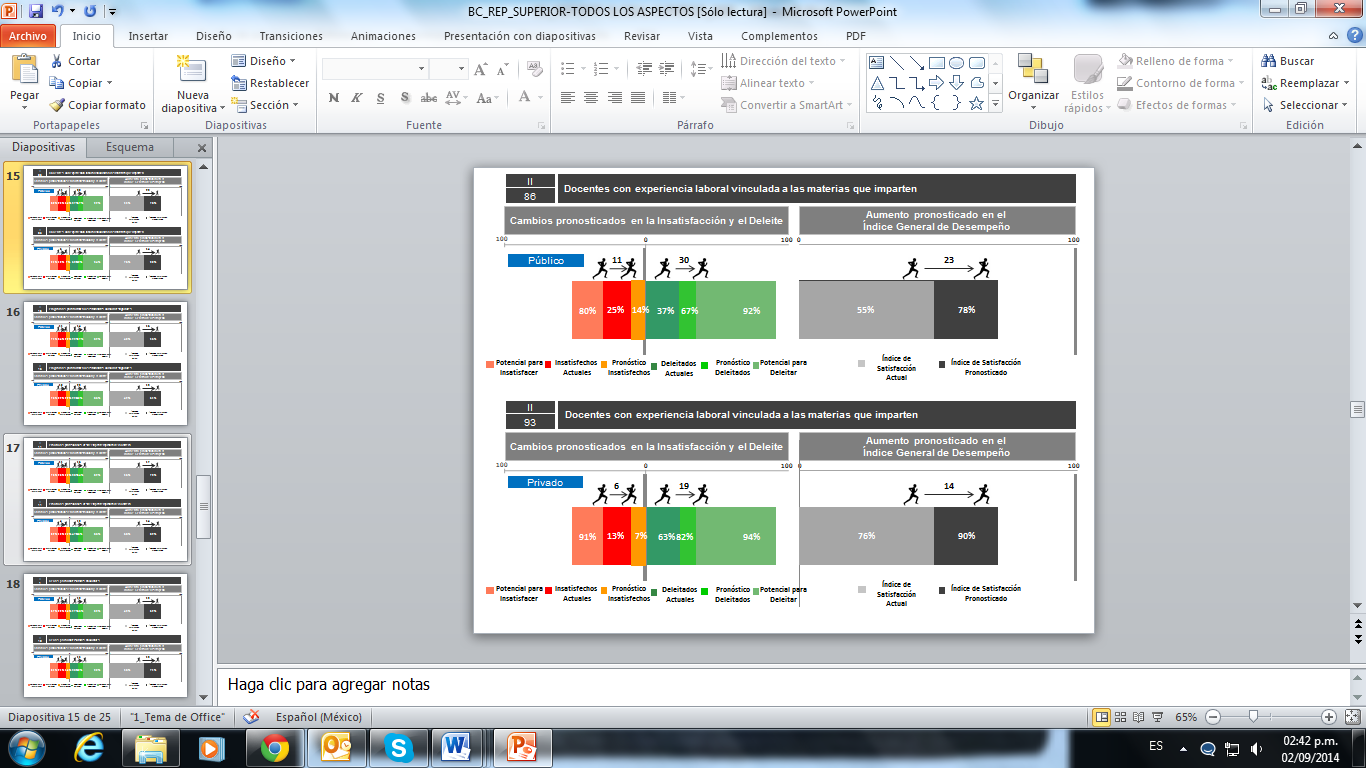 BC_REP_SUPERIOR-TODOS LOS ASPECTOS [Sólo lectura] - Microsoft PowerPoint
Archivo Inicio Insertar Diseño Transiciones Animaciones Presentación con diapositivas Revisar Vista Complementos PDF
Pegar
Cortar
Copiar
Copiar formato
Portapapeles
Nueva
diapositiva
Diseño
Restablecer
Sección
Diapositivas
N K S S abc AV Aa A
Fuente
Dirección del texto
Alinear texto
Convertir a SmartArt
Párrafo
Organizar
Estilos
rápidos
Relleno de forma
Contorno de forma
Efectos de formas
Dibujo
Buscar
Reemplazar
Seleccionar
Edición
Diapositivas Esquema
15
16
17
18
II
86
Docentes con experiencia laboral vinculada a las materias que imparten
Cambios pronosticados en la Insatisfacción y el Deleite
Aumento pronosticado en el
Índice General de Desempeño
100 0 100 0 100
Público
11 30 23
80% 25% 14% 37% 67% 92% 55% 78%
Potencial para
Insatisfacer
Insatisfechos
Actuales
Pronóstico
Insatisfechos
Deleitados
Actuales
Pronóstico
Deleitados
Potencial para
Deleitar
Índice de
Satisfacción
Actual
Índice de Satisfacción
Pronosticado
II
93
Docentes con experiencia laboral vinculada a las materias que imparten
Cambios pronosticados en la Insatisfacción y el Deleite
Aumento pronosticado en el
Índice General de Desempeño
100 0 100 0 100
Privado
6 19 14
91% 13% 7% 63% 82% 94% 76% 90%
Potencial para
Insatisfacer
Insatisfechos
Actuales
Pronóstico
Insatisfechos
Deleitados
Actuales
Pronóstico
Deleitados
Potencial para
Deleitar
Índice de
Satisfacción
Actual
Índice de Satisfacción
Pronosticado
Haga clic para agregar notas
Diapositiva 15 de 25 "1_Tema de Office" Español (México) 65%
ES
02:42 p.m.
02/09/2014